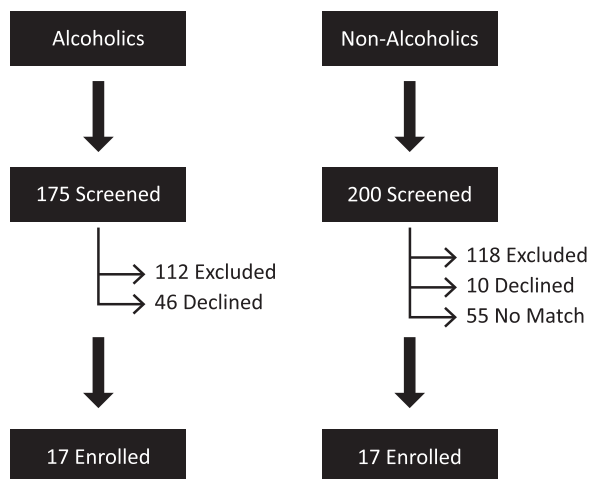 Alcoholics
175 Screened
112 Excluded
46 Declined
17 Enrolled
Non-Alcoholics
200 Screened
118 Excluded
10 Declined
55 No Match
17 Enrolled